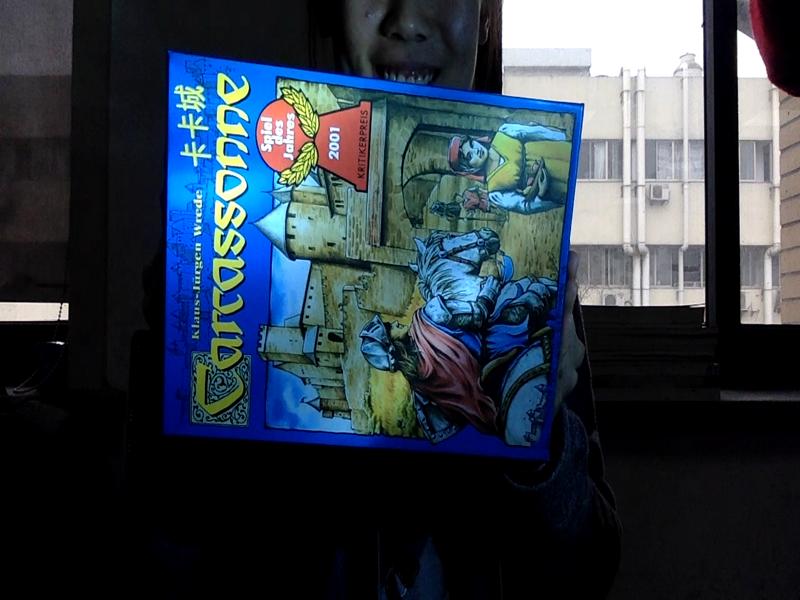 卡卡城
Klaus-Jürgen Wrede
Carcassonne
Spiel
des
Jahres
2001
KRITIKERPREIS